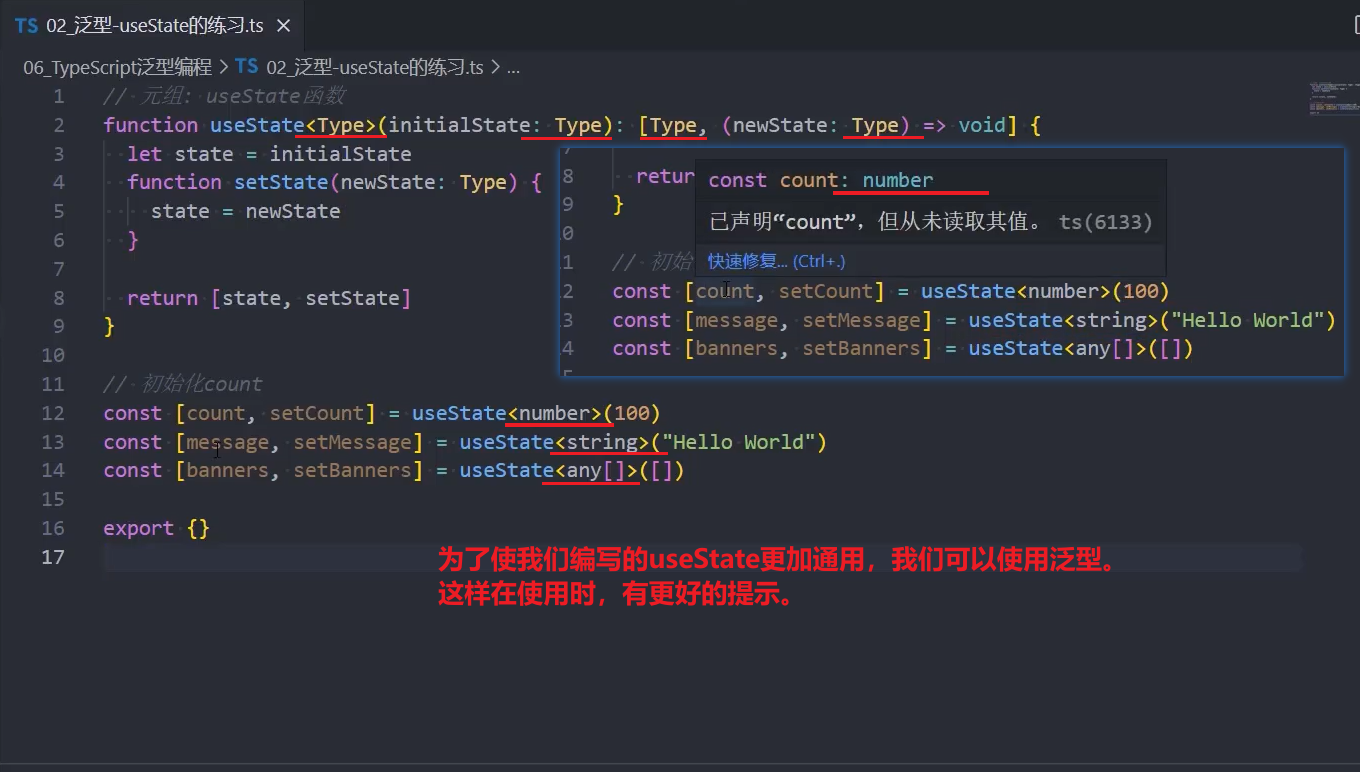 TS 02_泛型-useState的练习.ts ×
06_TypeScript泛型编程 > TS 02_泛型-useState的练习.ts > ...
1 // 元组: useState函数
2 function useState<Type>(initialState: Type): [Type, (newState: Type) => void] {
3 let state = initialState
4 function setState(newState: Type) {
5 state = newState
6 }
7
8 return [state, setState]
9 }
10
11 // 初始化count
12 const [count, setCount] = useState<number>(100)
13 const [message, setMessage] = useState<string>("Hello World")
14 const [banners, setBanners] = useState<any[]>([])
15
16 export {}
17
8 retur
9 }
0
1 // 初始
2 const [count, setCount] = useState<number>(100)
3 const [message, setMessage] = useState<string>("Hello World")
4 const [banners, setBanners] = useState<any[]>([])
const count: number
已声明“count”，但从未读取其值。 ts(6133)
快速修复... (Ctrl+.)
为了使我们编写的useState更加通用，我们可以使用泛型。
这样在使用时，有更好的提示。